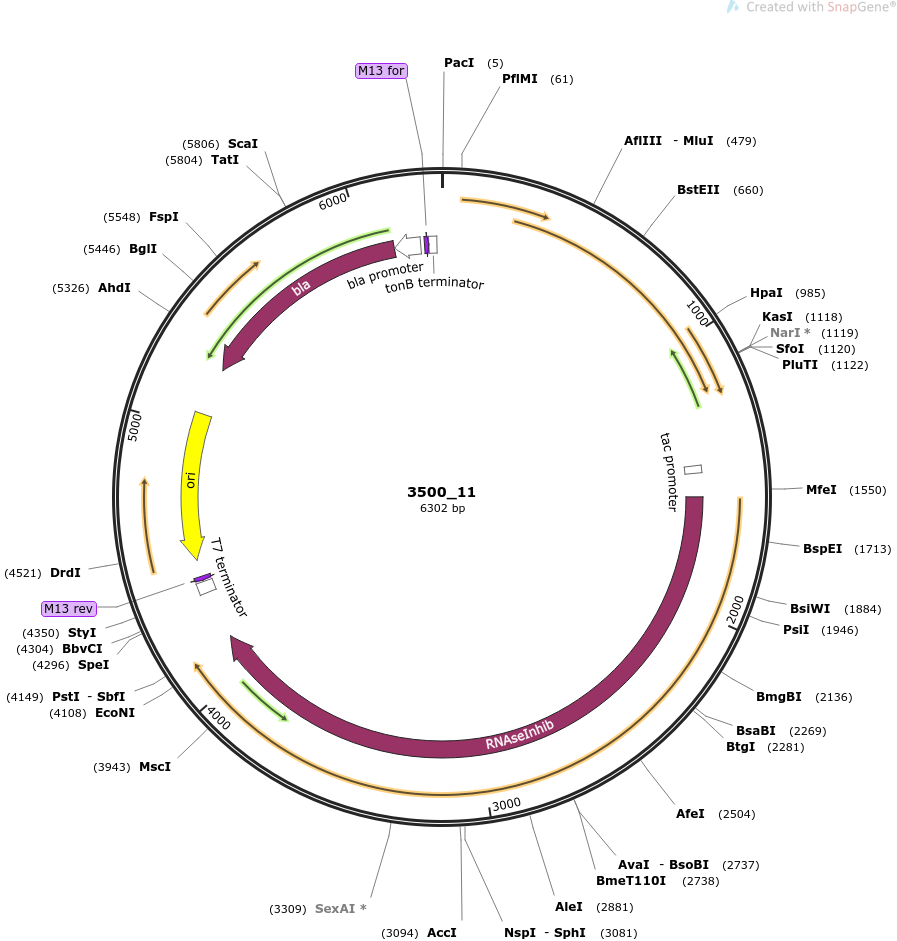 Created with SnapGene®
M13 for
PacI (5)
PflMI (61)
AflIII - MluI (479)
BstEII (660)
HpaI (985)
KasI (1118)
NarI * (1119)
SfoI (1120)
PluTI (1122)
MfeI (1550)
BspEI (1713)
BsiWI (1884)
PsiI (1946)
BmgBI (2136)
BsaBI (2269)
BtgI (2281)
AfeI (2504)
AvaI - BsoBI (2737)
BmeT110I (2738)
AleI (2881)
NspI - SphI (3081)
(3094) AccI
(3309) SexAI *
(3943) MscI
(4108) EcoNI
(4149) PstI - SbfI
(4296) SpeI
(4304) BbvCI
(4350) StyI
M13 rev
(4521) DrdI
(5326) AhdI
(5446) BglI
(5548) FspI
(5804) TatI
(5806) ScaI
1000
2000
3000
4000
5000
6000
bla
bla promoter
tonB terminator
tac promoter
RNAseInhib
T7 terminator
ori
3500_11
6302 bp